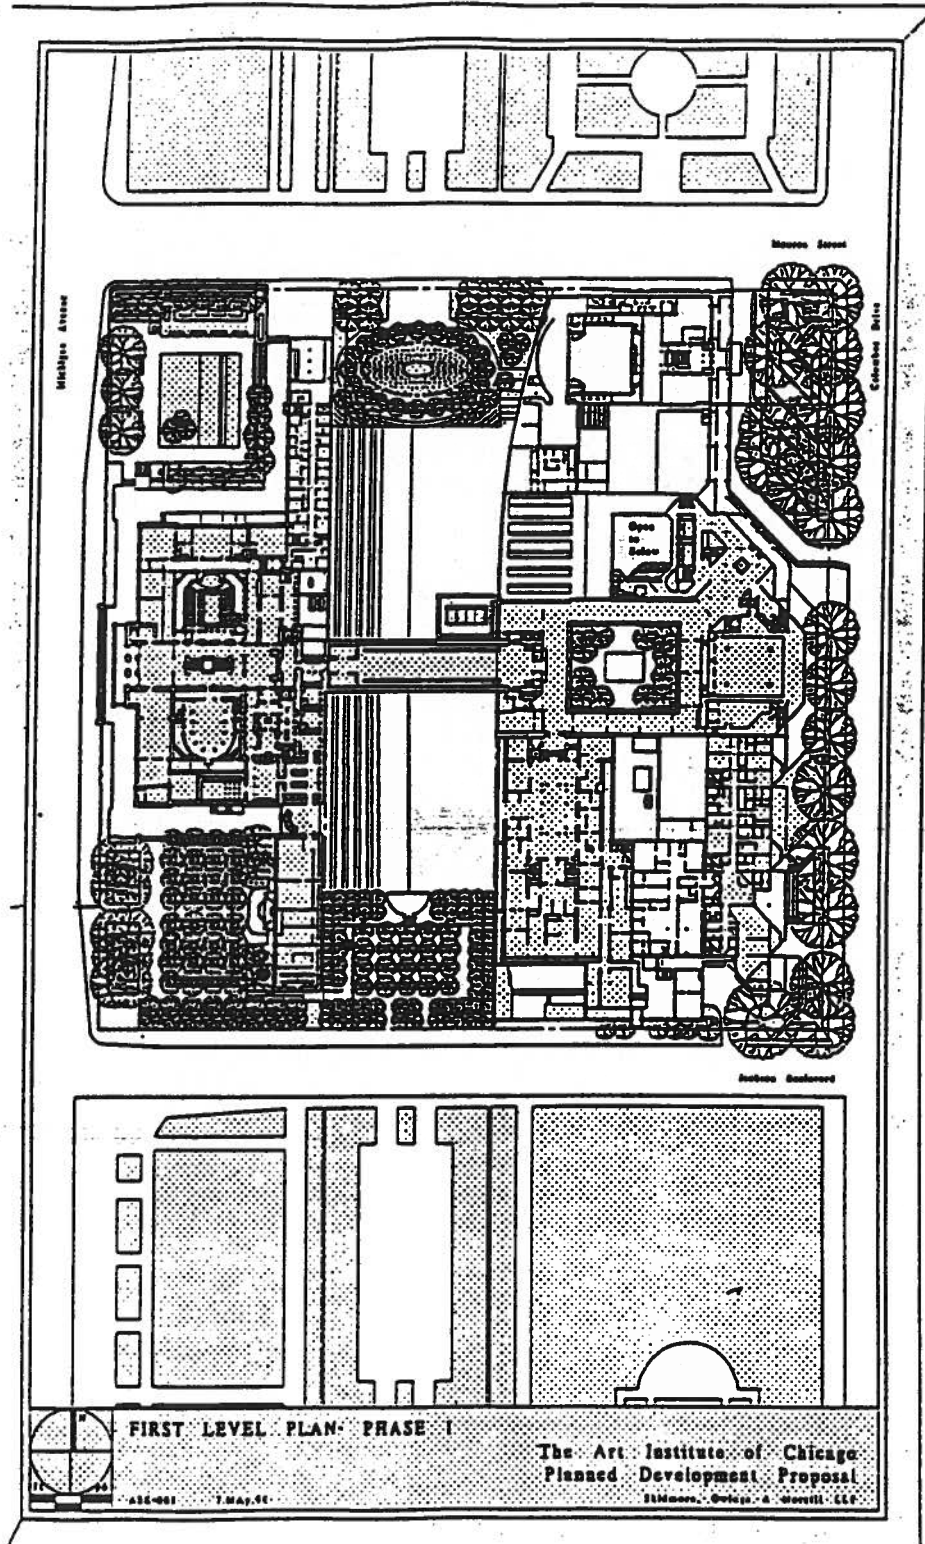 Monroe Street
Michigan Avenue
Columbus Drive
Open
to
Below
Jackson Boulevard
N
FIRST LEVEL PLAN- PHASE I
The Art Institute of Chicago
Planned Development Proposal
Skidmore, Owings & Merrill LLP